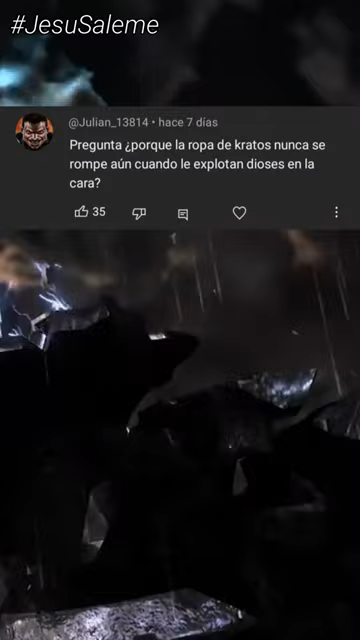 #JesuSaleme
@Julian_13814 • hace 7 días
Pregunta ¿porque la ropa de kratos nunca se
rompe aún cuando le explotan dioses en la
cara?
35